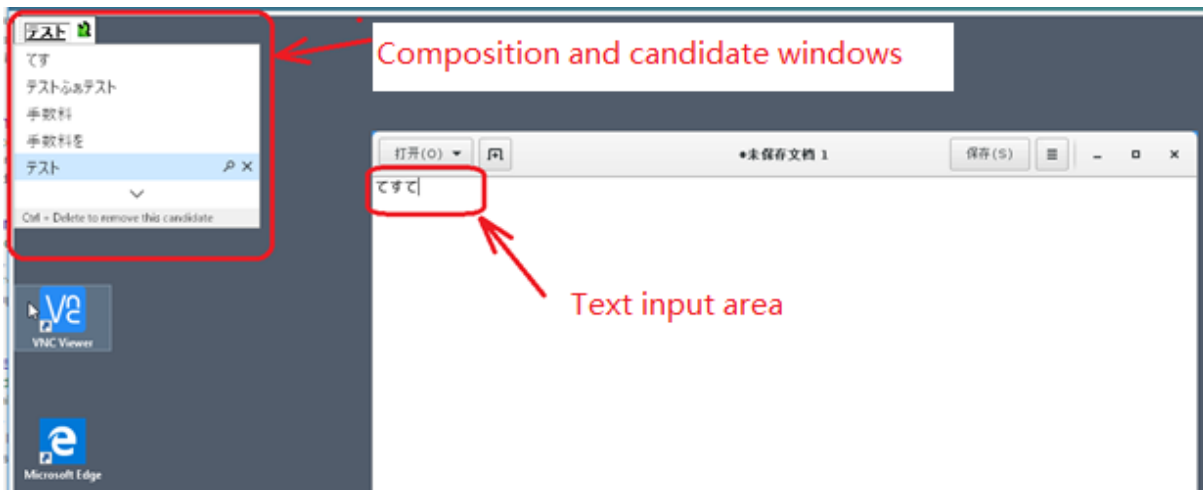 テスト
てす
テストふぁテスト
手数料
手数料を
テスト
Ctrl + Delete to remove this candidate
Composition and candidate windows
打开(O)
•未保存文档 1
保存(S)
てすて
Text input area
VNC Viewer
Microsoft Edge